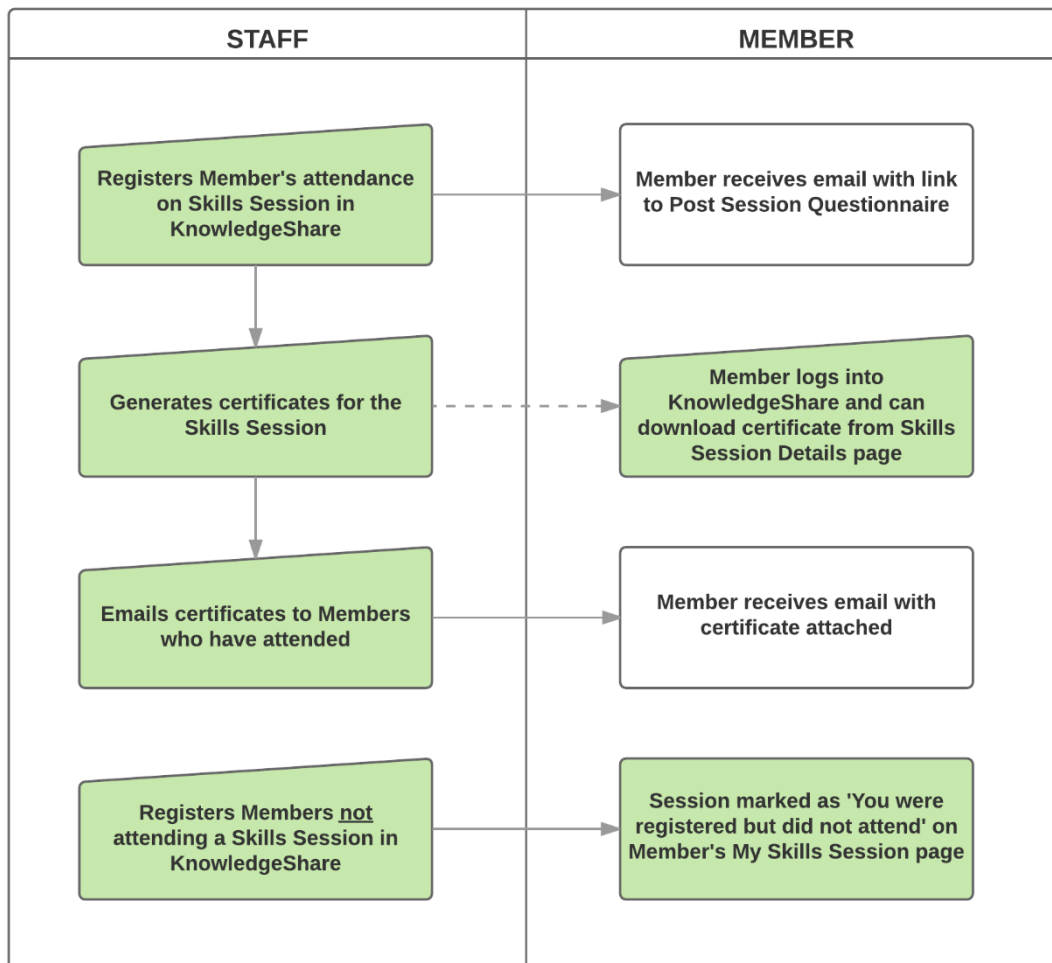 STAFF
MEMBER
Registers Member's attendance
on Skills Session in
KnowledgeShare
Member receives email with link
to Post Session Questionnaire
Generates certificates for the
Skills Session
Member logs into
KnowledgeShare and can
download certificate from Skills
Session Details page
Emails certificates to Members
who have attended
Member receives email with
certificate attached
Registers Members not
attending a Skills Session in
KnowledgeShare
Session marked as 'You were
registered but did not attend' on
Member's My Skills Session page